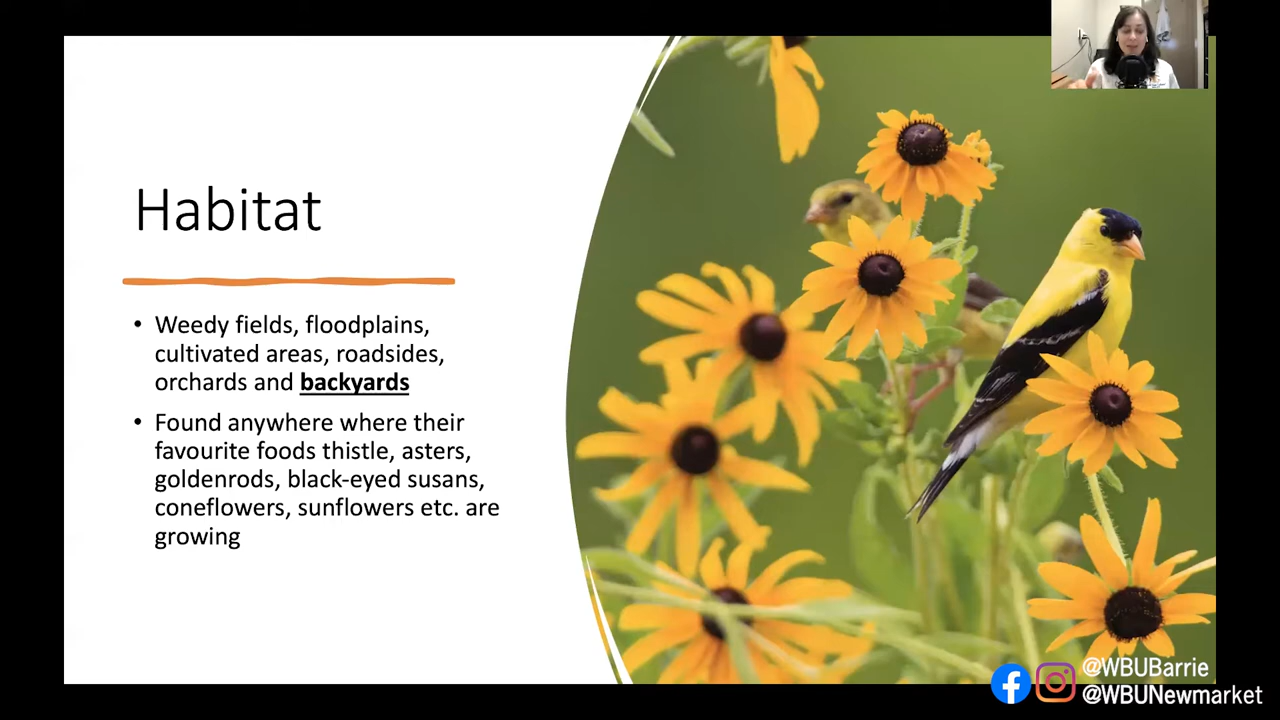 Habitat
• Weedy fields, floodplains,
cultivated areas, roadsides,
orchards and backyards
• Found anywhere where their
favourite foods thistle, asters,
goldenrods, black-eyed susans,
coneflowers, sunflowers etc. are
growing
@WBUBarrie
@WBUNewmarket